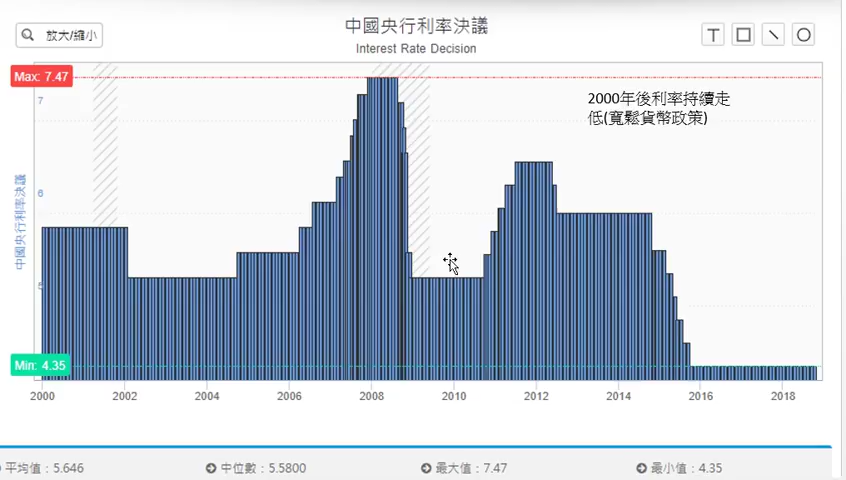 放大/縮小
中國央行利率決議
Interest Rate Decision
T
Max: 7.47
7
6
5
中國央行利率決議
2000年後利率持續走
低(寬鬆貨幣政策)
Min: 4.35
2000 2002 2004 2006 2008 2010 2012 2014 2016 2018
平均值：5.646 中位數：5.5800 最大值：7.47 最小值：4.35